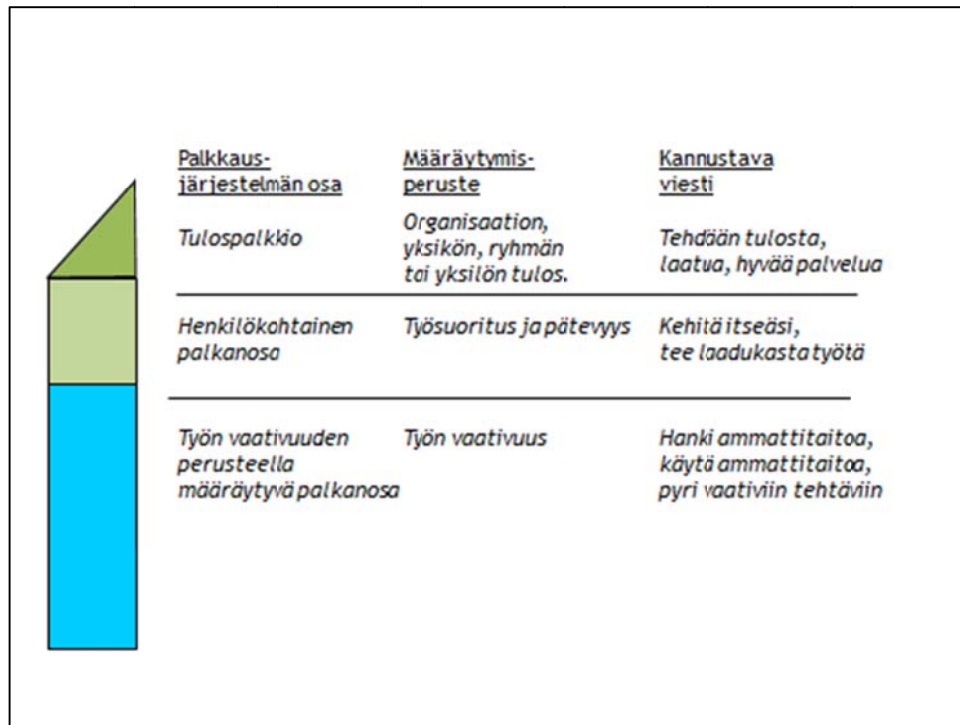 Palkkaus-
järjestelmän osa
Määräytymis-
peruste
Kannustava
viesti
Tulospalkkio
Organisaation,
yksikön, ryhmän
tai yksilön tulos.
Tehdään tulosta,
laatua, hyvää palvelua
Henkilökohtainen
palkanosa
Työsuoritus ja pätevyys
Kehitä itseäsi,
tee laadukasta työtä
Työn vaativuuden
perusteella
määräytyvä palkanosa
Työn vaativuus
Hanki ammattitaitoa,
käytä ammattitaitoa,
pyri vaativiin tehtäviin